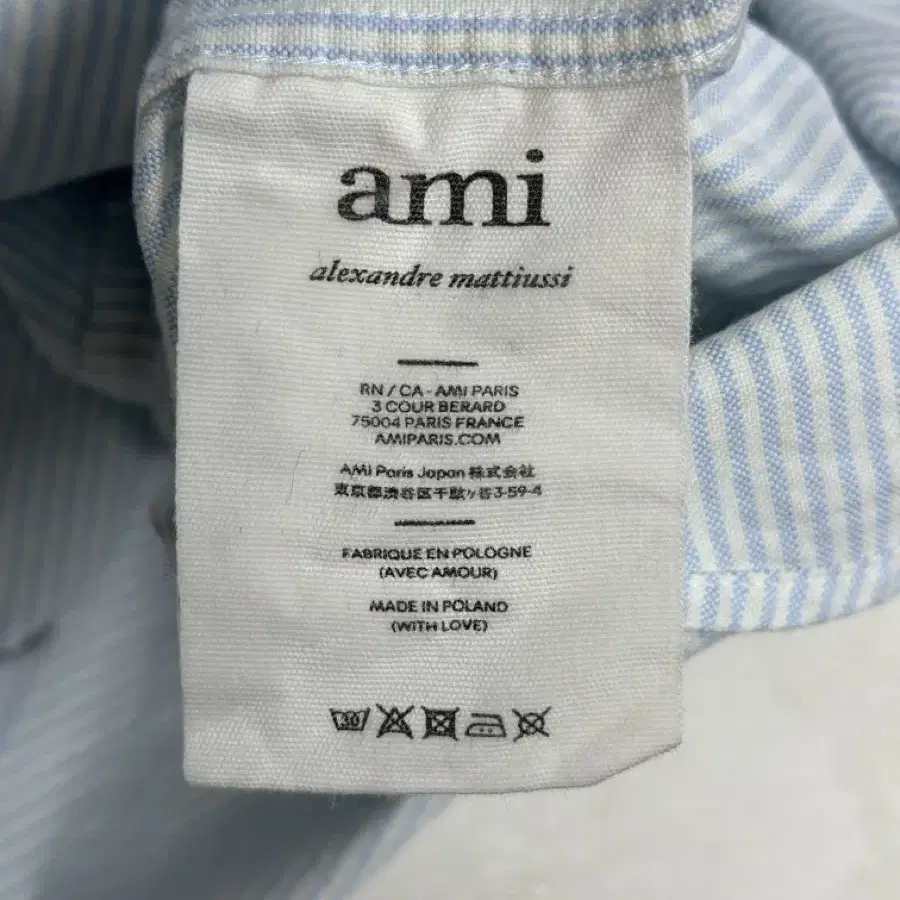 ami
alexandre mattiussi
RN / CA - AMI PARIS
3 COUR BERARD
75004 PARIS FRANCE
AMIPARIS.COM
AMi Paris Japan 株式会社
東京都渋谷区千駄ヶ谷3-59-4
FABRIQUE EN POLOGNE
(AVEC AMOUR)
MADE IN POLAND
(WITH LOVE)
30